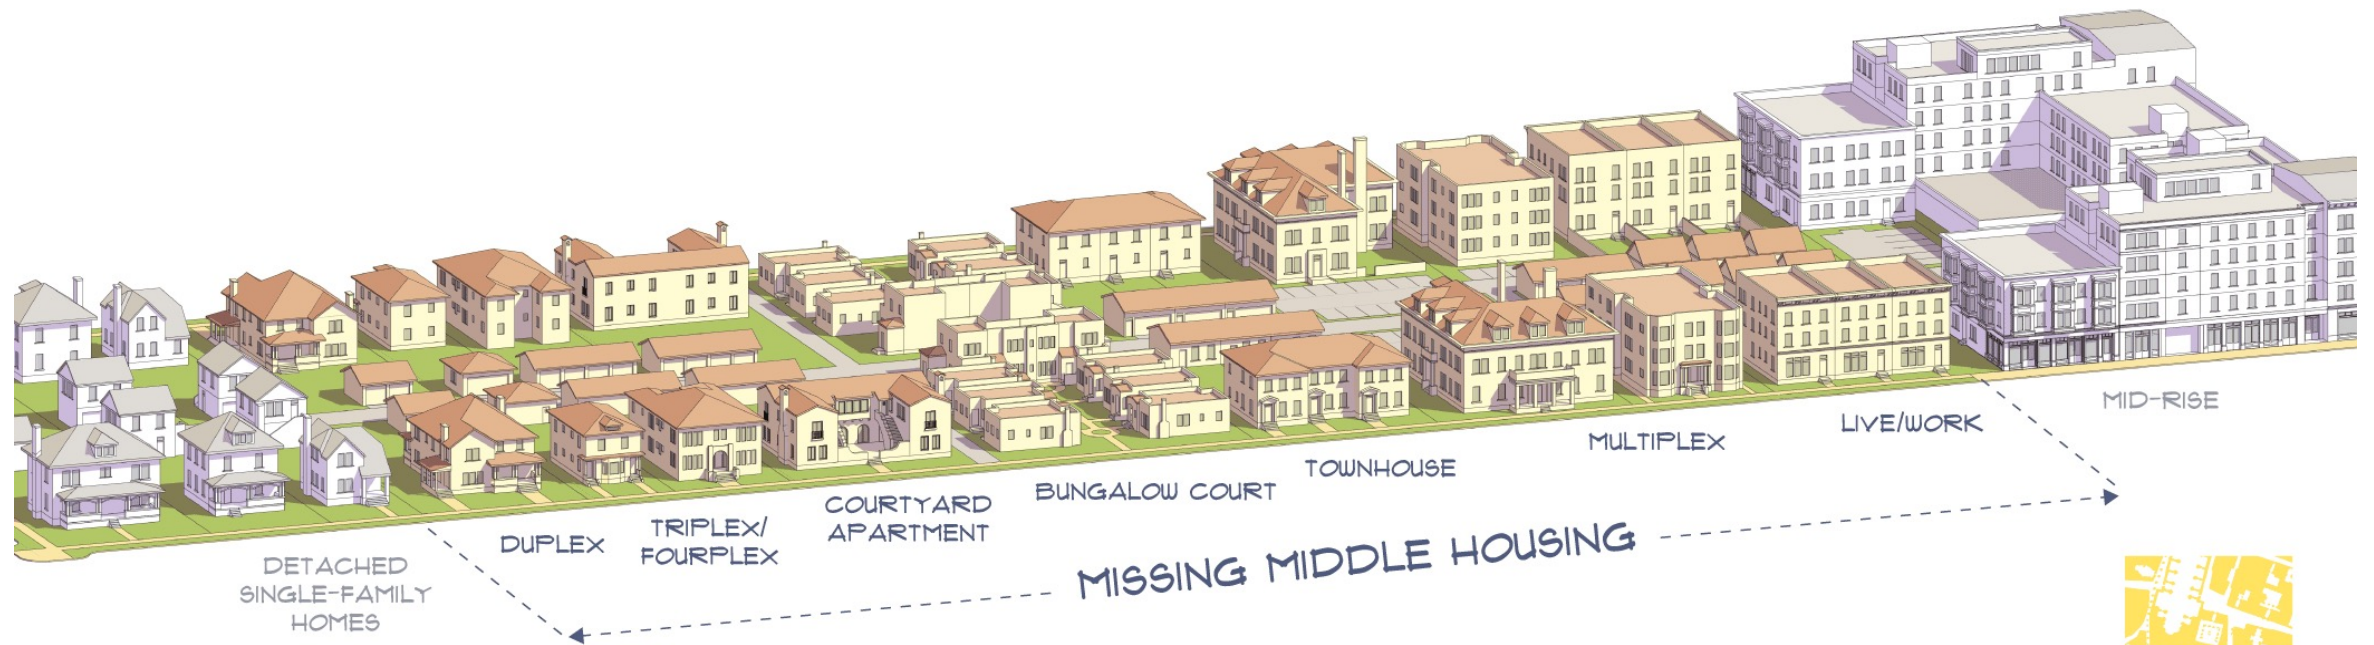 DETACHED
SINGLE-FAMILY
HOMES
DUPLEX
TRIPLEX/
FOURPLEX
COURTYARD
APARTMENT
BUNGALOW COURT
TOWNHOUSE
MULTIPLEX
LIVE/WORK
MID-RISE
MISSING MIDDLE HOUSING